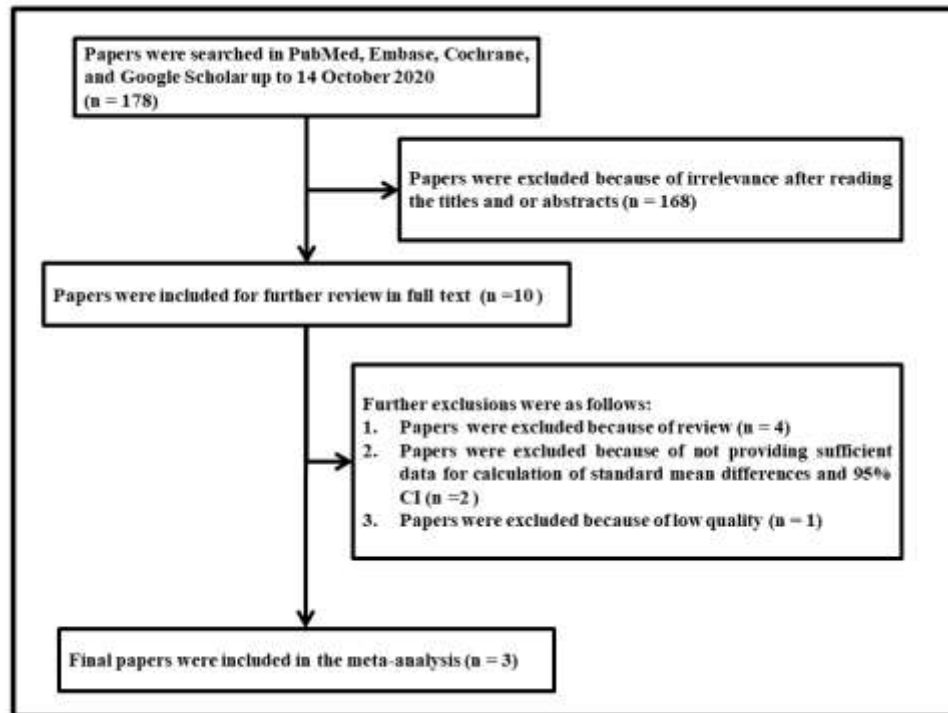 Papers were searched in PubMed, Embase, Cochrane,
and Google Scholar up to 14 October 2020
(n = 178)
Papers were excluded because of irrelevance after reading
the titles and or abstracts (n = 168)
Papers were included for further review in full text (n =10 )
Further exclusions were as follows:
1. Papers were excluded because of review (n = 4)
2. Papers were excluded because of not providing sufficient
data for calculation of standard mean differences and 95%
CI (n =2 )
3. Papers were excluded because of low quality (n = 1)
Final papers were included in the meta-analysis (n = 3)